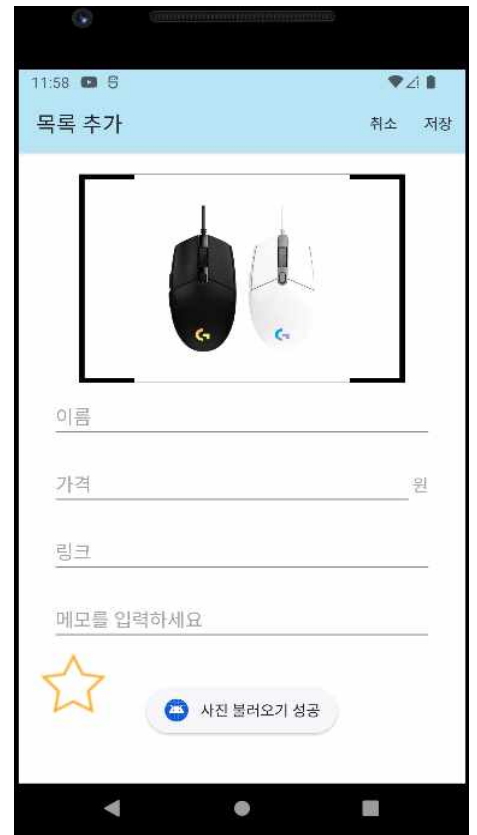 11:58
목록 추가
취소 저장
이름
가격
원
링크
메모를 입력하세요
사진 불러오기 성공